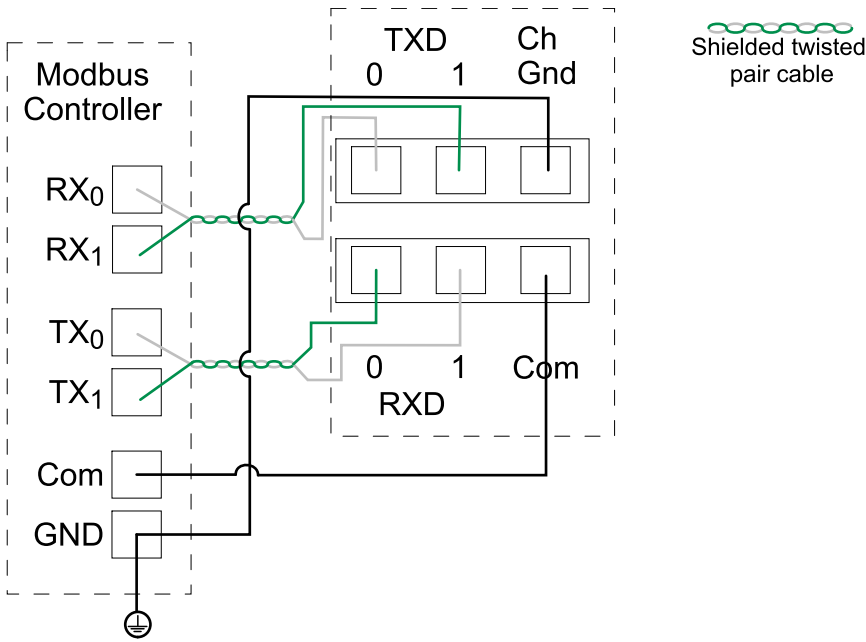 TXD
Ch
0
1
Gnd
Shielded twisted
pair cable
Modbus
Controller
RX0
RX1
TX0
TX1
0
1
Com
RXD
Com
GND